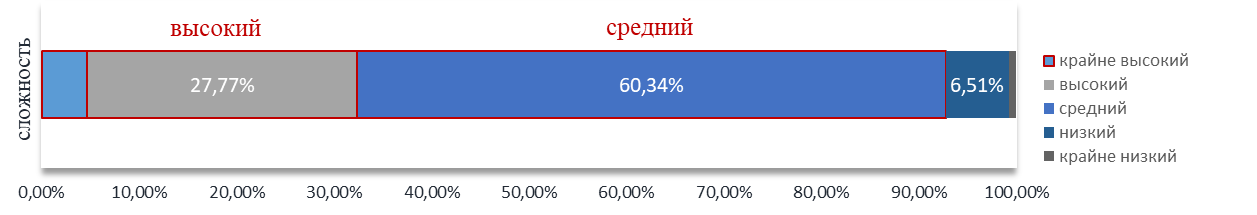 высокий
средний
сложность
27,77%
60,34%
6,51%
крайне высокий
высокий
средний
низкий
крайне низкий
0,00%
10,00%
20,00%
30,00%
40,00%
50,00%
60,00%
70,00%
80,00%
90,00%
100,00%